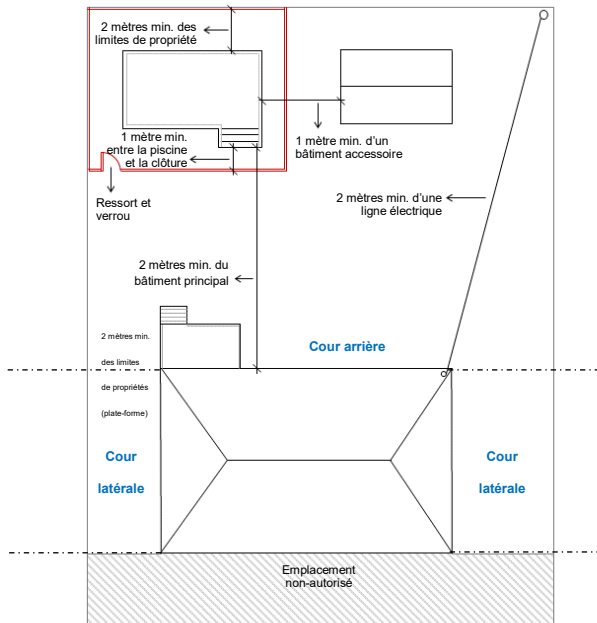 2 mètres min. des
limites de propriété
1 mètre min.
entre la piscine
et la clôture
1 mètre min. d'un
bâtiment accessoire
Ressort et
verrou
2 mètres min. d'une
ligne électrique
2 mètres min. du
bâtiment principal
2 mètres min.
des limites
de propriétés
(plate-forme)
Cour arrière
Cour
latérale
Cour
latérale
Emplacement
non-autorisé